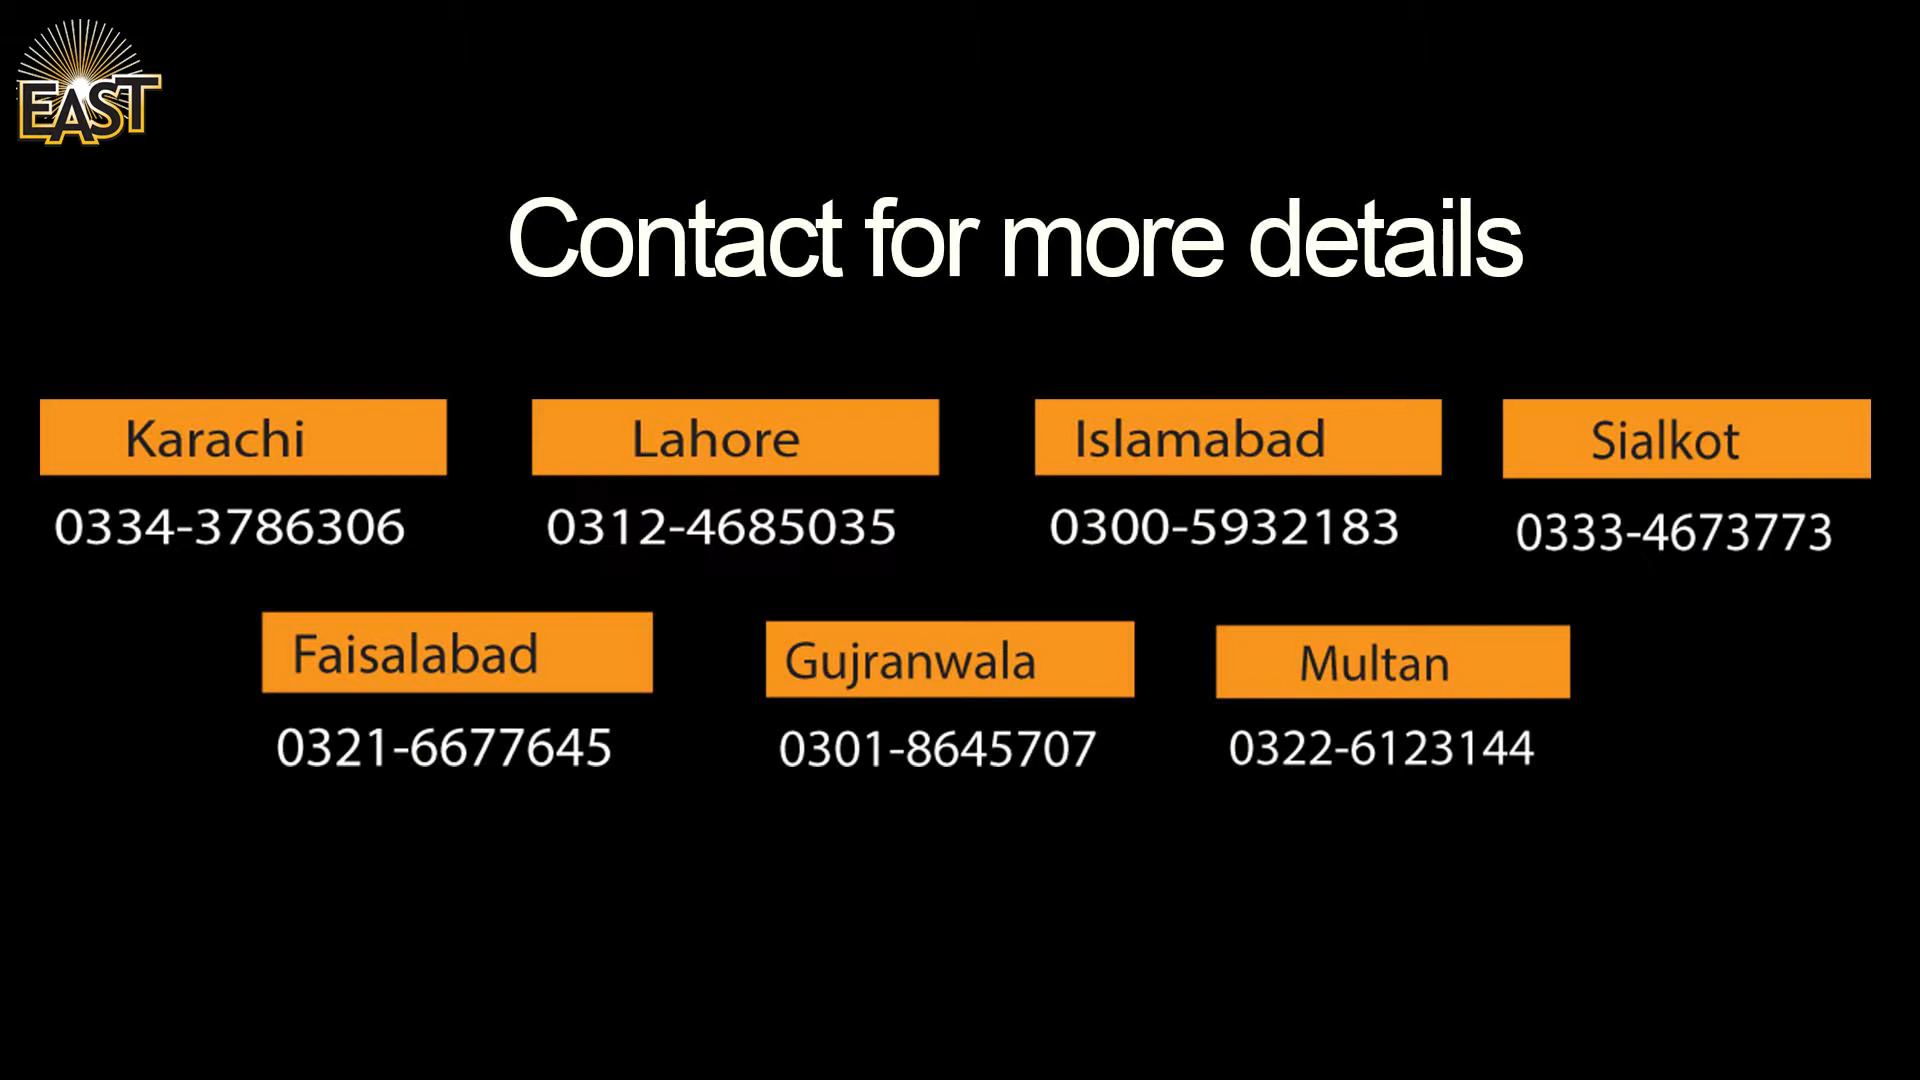 EAST
Contact for more details
Karachi Lahore Islamabad Sialkot
0334-3786306 0312-4685035 0300-5932183 0333-4673773
Faisalabad Gujranwala Multan
0321-6677645 0301-8645707 0322-6123144